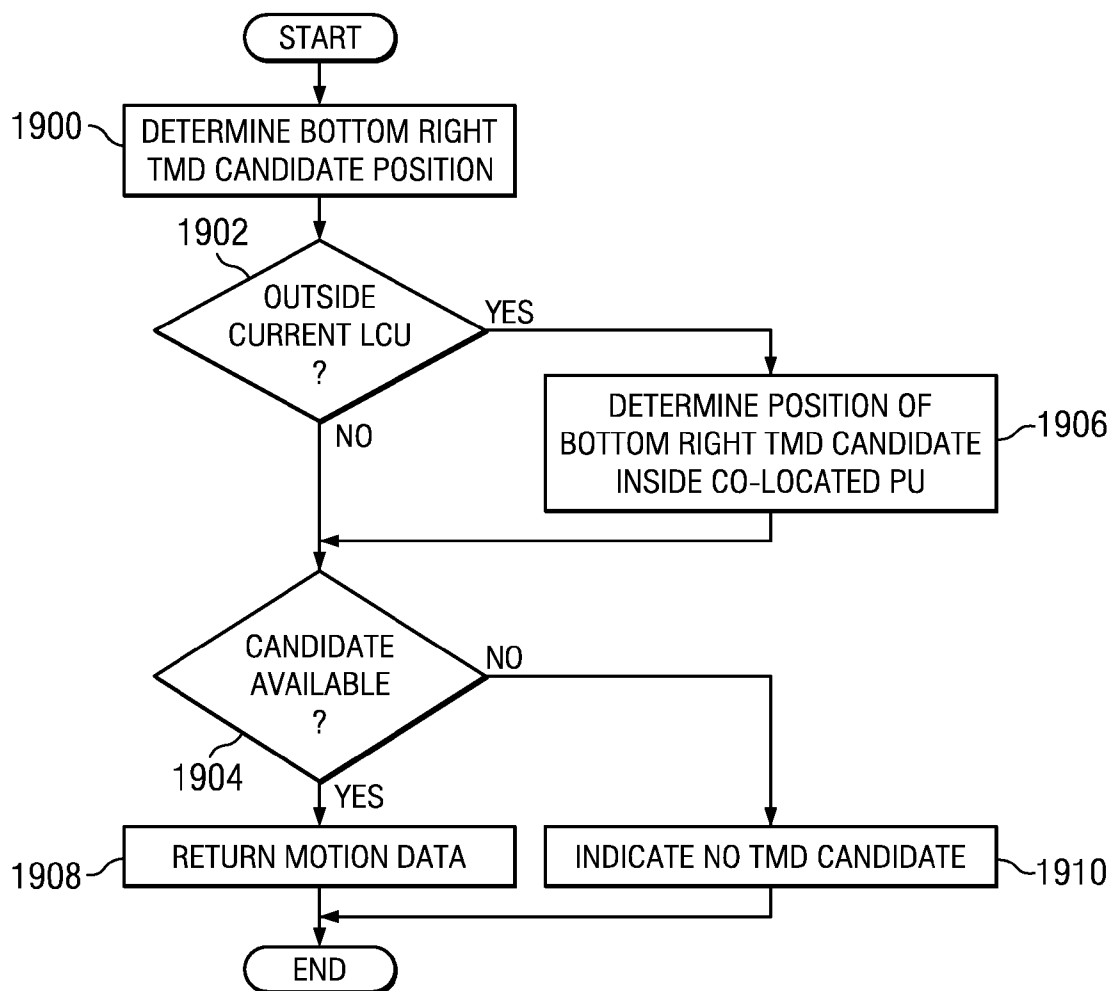 START
1900
DETERMINE BOTTOM RIGHT
TMD CANDIDATE POSITION
1902
OUTSIDE
CURRENT LCU
?
YES
NO
DETERMINE POSITION OF
BOTTOM RIGHT TMD CANDIDATE
INSIDE CO-LOCATED PU
1906
CANDIDATE
AVAILABLE
?
NO
1904
YES
RETURN MOTION DATA
1908
INDICATE NO TMD CANDIDATE
1910
END